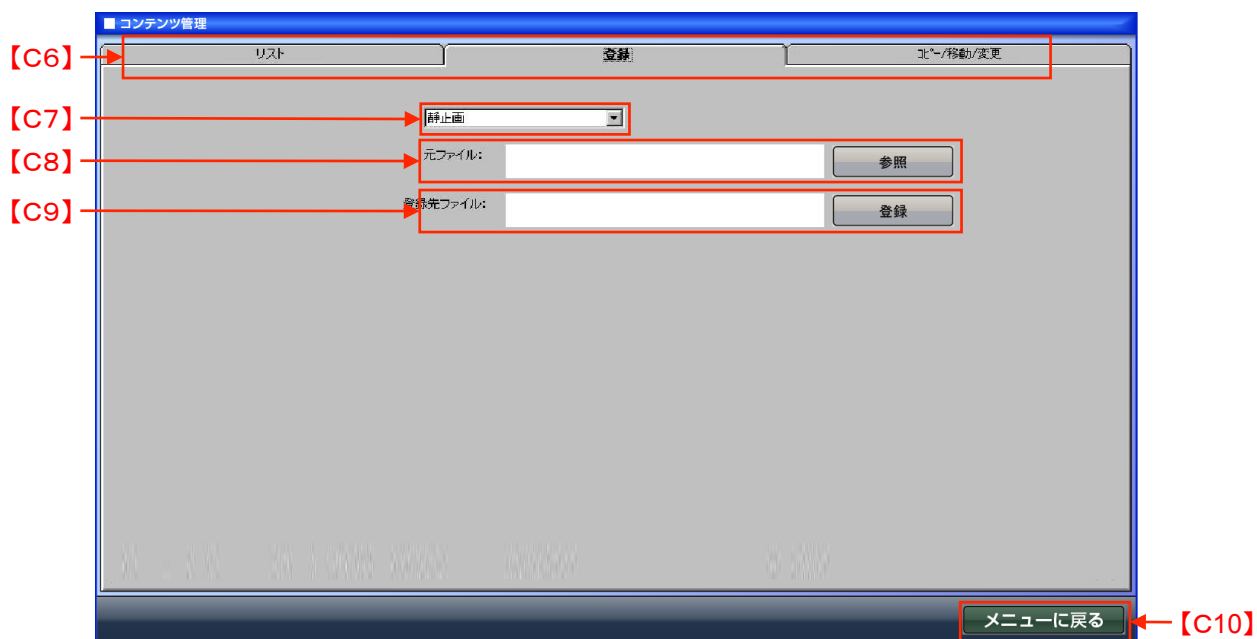 ■ コンテンツ管理
【C6】 リスト 登録 ｺﾋﾟｰ/移動/変更
【C7】 静止画
【C8】 元ファイル: 参照
【C9】 登録先ファイル: 登録
メニューに戻る 【C10】